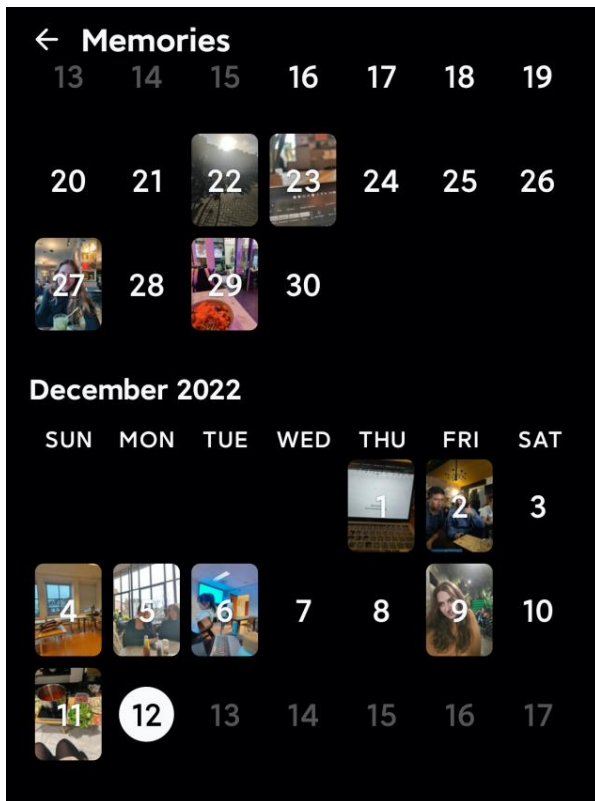 ← Memories
13 14 15 16 17 18 19
20 21 22 23 24 25 26
27 28 29 30
December 2022
SUN MON TUE WED THU FRI SAT
1 2 3
4 5 6 7 8 9 10
11 12 13 14 15 16 17